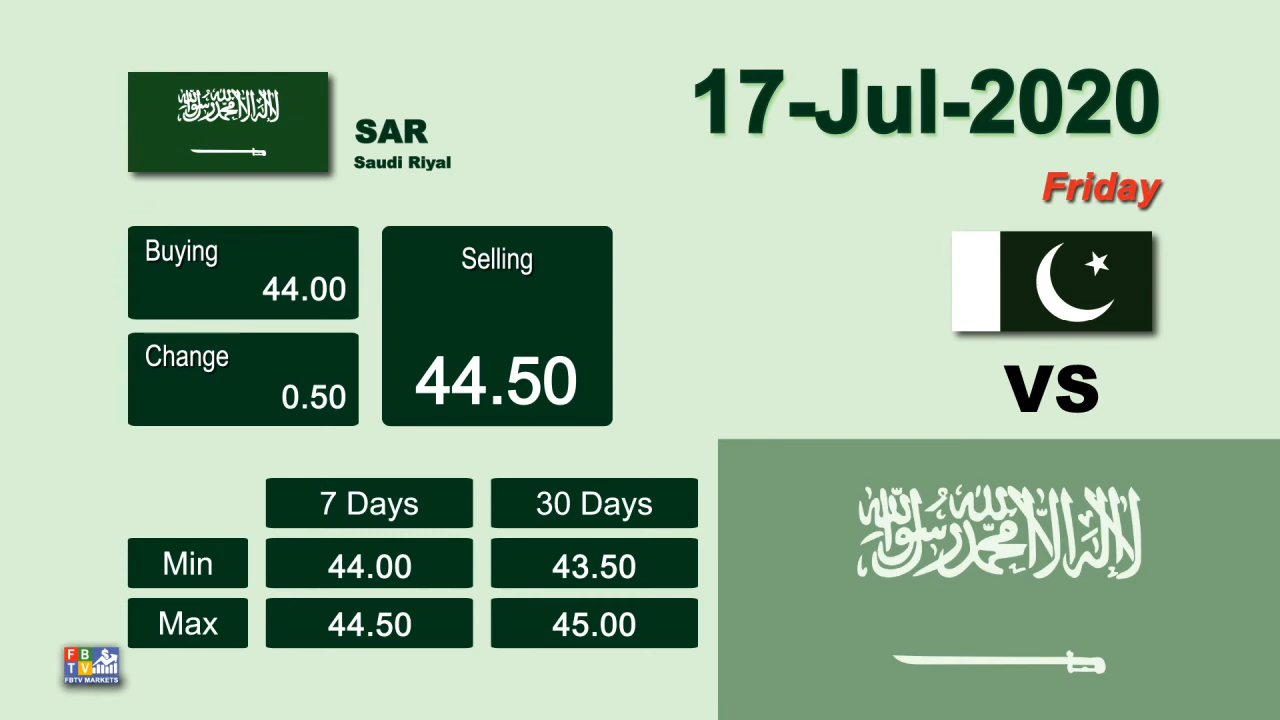 17-Jul-2020
Friday
لا إله إلا الله محمد رسول الله
SAR
Saudi Riyal
Buying
44.00
Selling
44.50
Change
0.50
VS
7 Days
30 Days
Min
44.00
43.50
Max
44.50
45.00
لا إله إلا الله محمد رسول الله
FB
TV
FBTV MARKETS